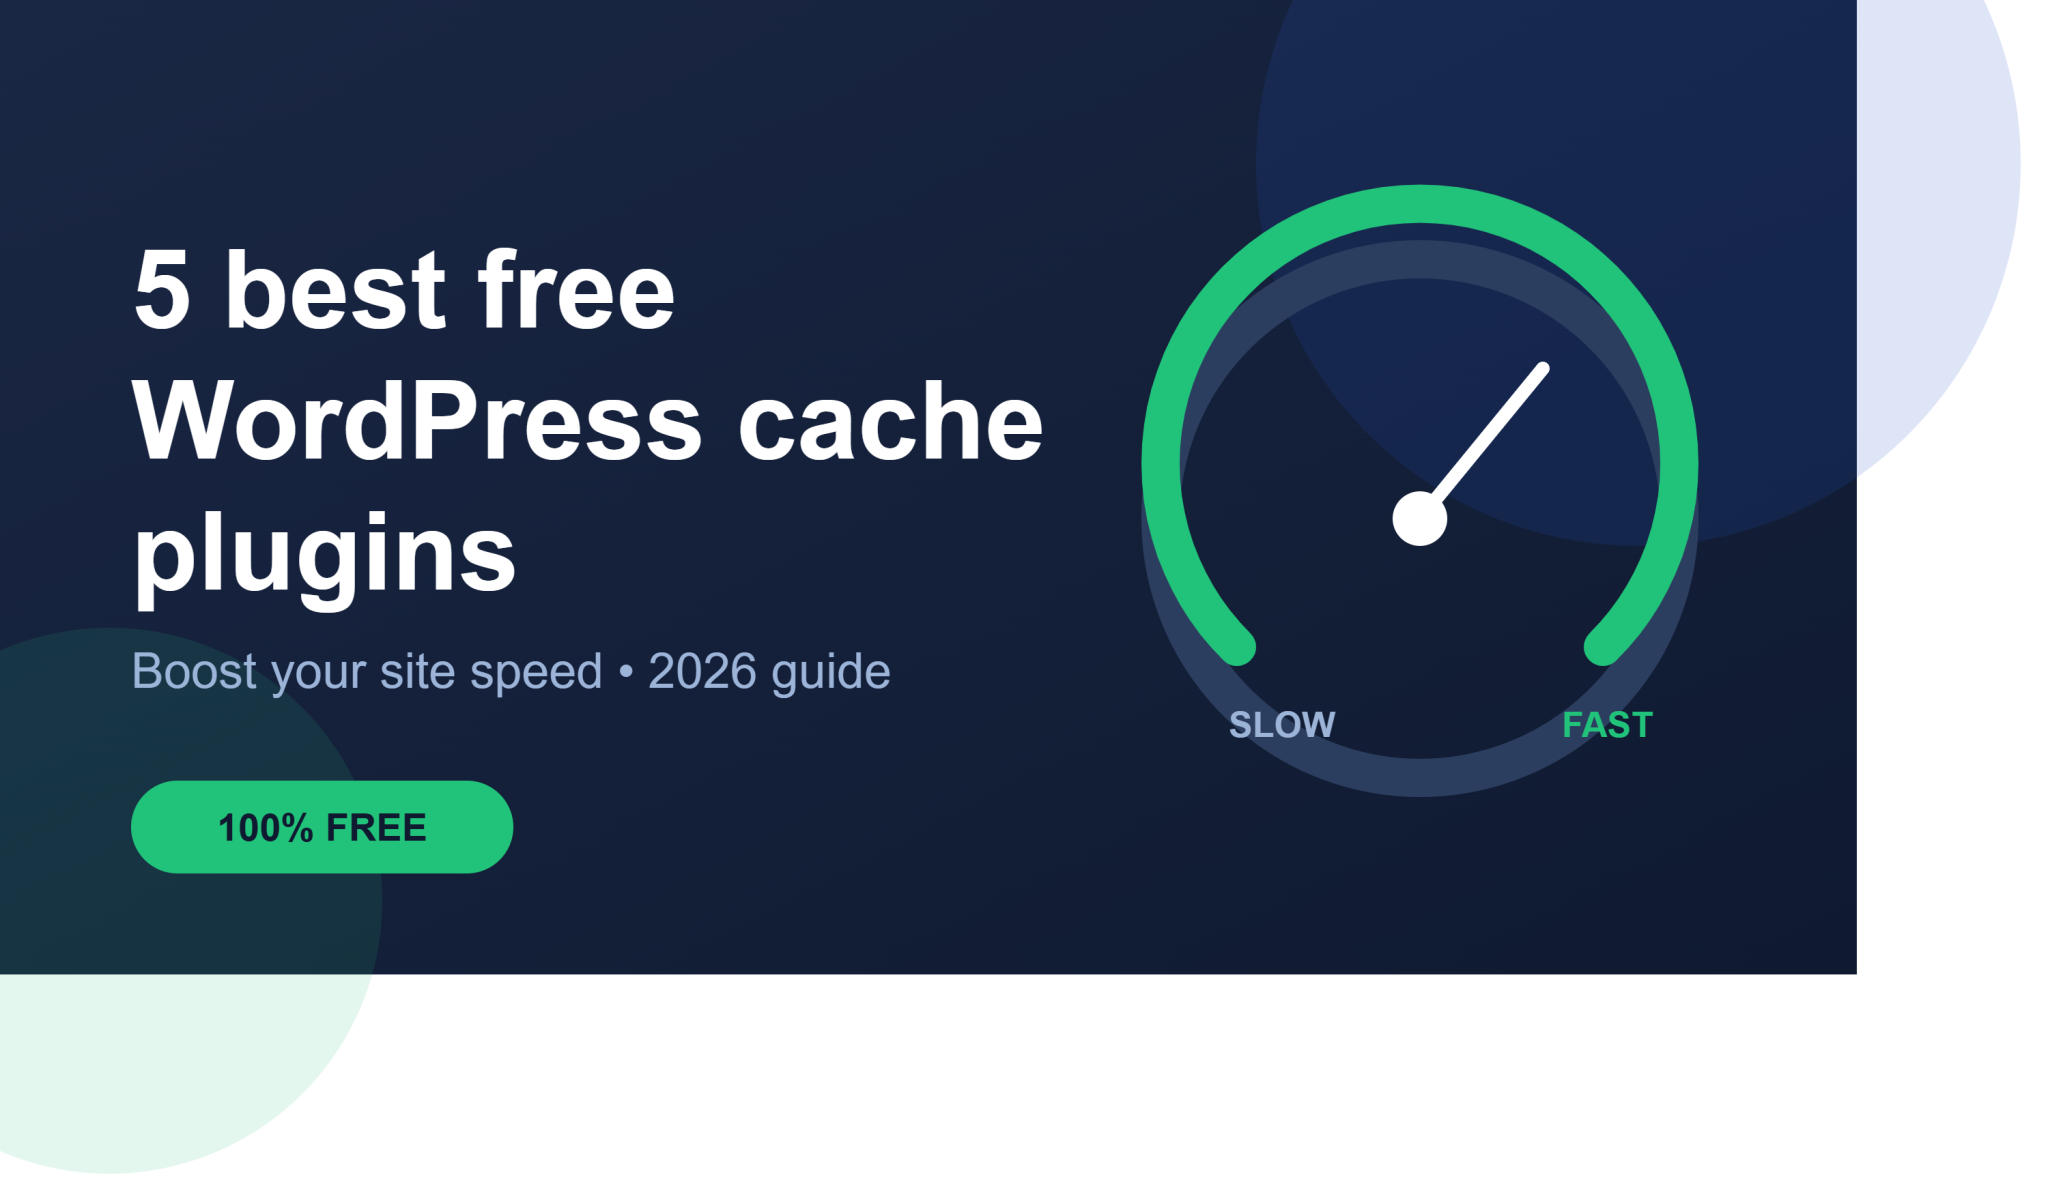 5 best free
WordPress cache
plugins
Boost your site speed • 2026 guide
100% FREE
SLOW
FAST